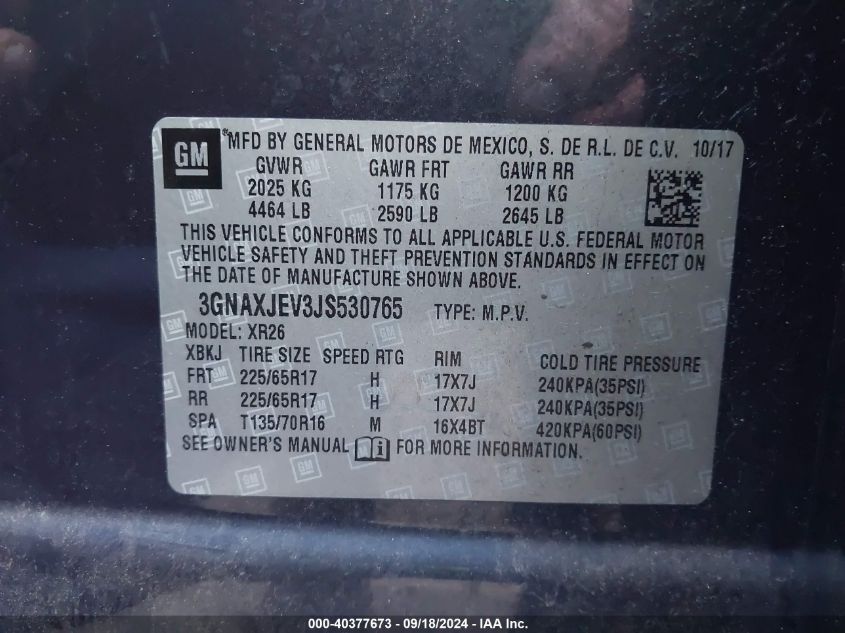 GM ®MFD BY GENERAL MOTORS DE MEXICO, S. DE R.L. DE C.V. 10/17
GVWR GAWR FRT GAWR RR
2025 KG 1175 KG 1200 KG
4464 LB 2590 LB 2645 LB
THIS VEHICLE CONFORMS TO ALL APPLICABLE U.S. FEDERAL MOTOR
VEHICLE SAFETY AND THEFT PREVENTION STANDARDS IN EFFECT ON
THE DATE OF MANUFACTURE SHOWN ABOVE.
3GNAXJEV3JS530765 TYPE: M.P.V.
MODEL: XR26
XBKJ TIRE SIZE SPEED RTG RIM COLD TIRE PRESSURE
FRT 225/65R17 H 17X7J 240KPA(35PSI)
RR 225/65R17 H 17X7J 240KPA(35PSI)
SPA T135/70R16 M 16X4BT 420KPA(60PSI)
SEE OWNER'S MANUAL i FOR MORE INFORMATION.
000-40377673 - 09/18/2024 - IAA Inc.